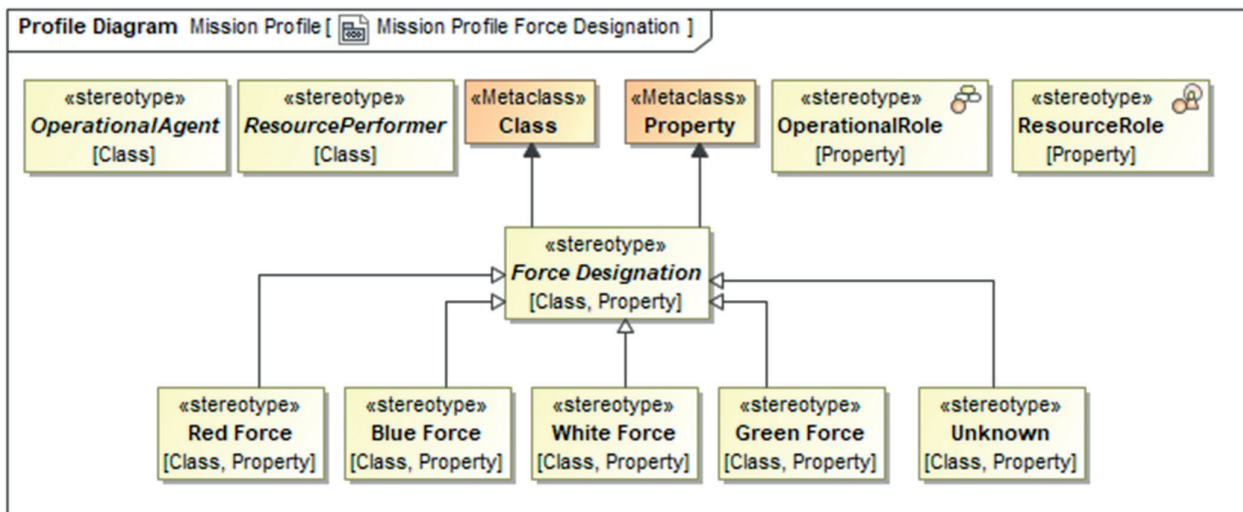 Profile Diagram Mission Profile [ Mission Profile Force Designation ]
«stereotype»
OperationalAgent
[Class]
«stereotype»
ResourcePerformer
[Class]
«Metaclass»
Class
«Metaclass»
Property
«stereotype»
OperationalRole
[Property]
«stereotype»
ResourceRole
[Property]
«stereotype»
Force Designation
[Class, Property]
«stereotype»
Red Force
[Class, Property]
«stereotype»
Blue Force
[Class, Property]
«stereotype»
White Force
[Class, Property]
«stereotype»
Green Force
[Class, Property]
«stereotype»
Unknown
[Class, Property]